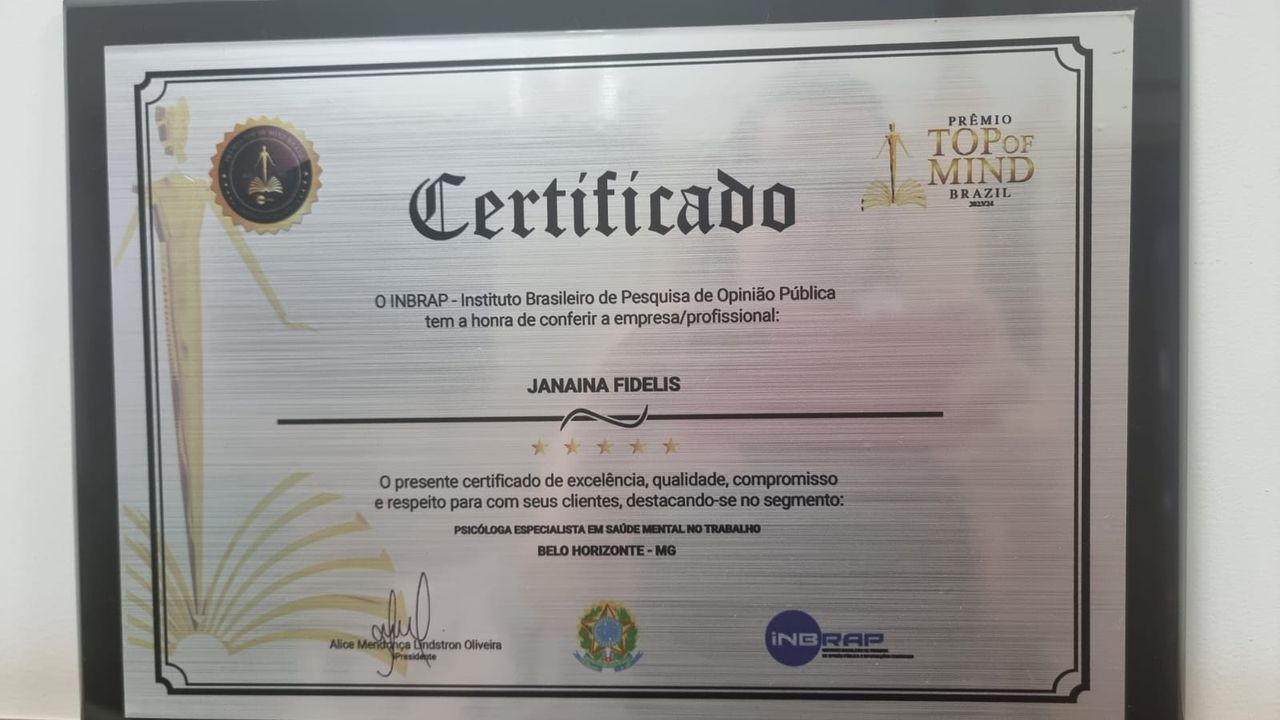 PRÊMIO
TOP OF
MIND
BRAZIL
2023/24
Certificado
O INBRAP - Instituto Brasileiro de Pesquisa de Opinião Pública
tem a honra de conferir a empresa/profissional:
JANAINA FIDELIS
O presente certificado de excelência, qualidade, compromisso
e respeito para com seus clientes, destacando-se no segmento:
PSICÓLOGA ESPECIALISTA EM SAÚDE MENTAL NO TRABALHO
BELO HORIZONTE - MG
Alice Mendonça Lindstron Oliveira
Presidente
iNBRAP